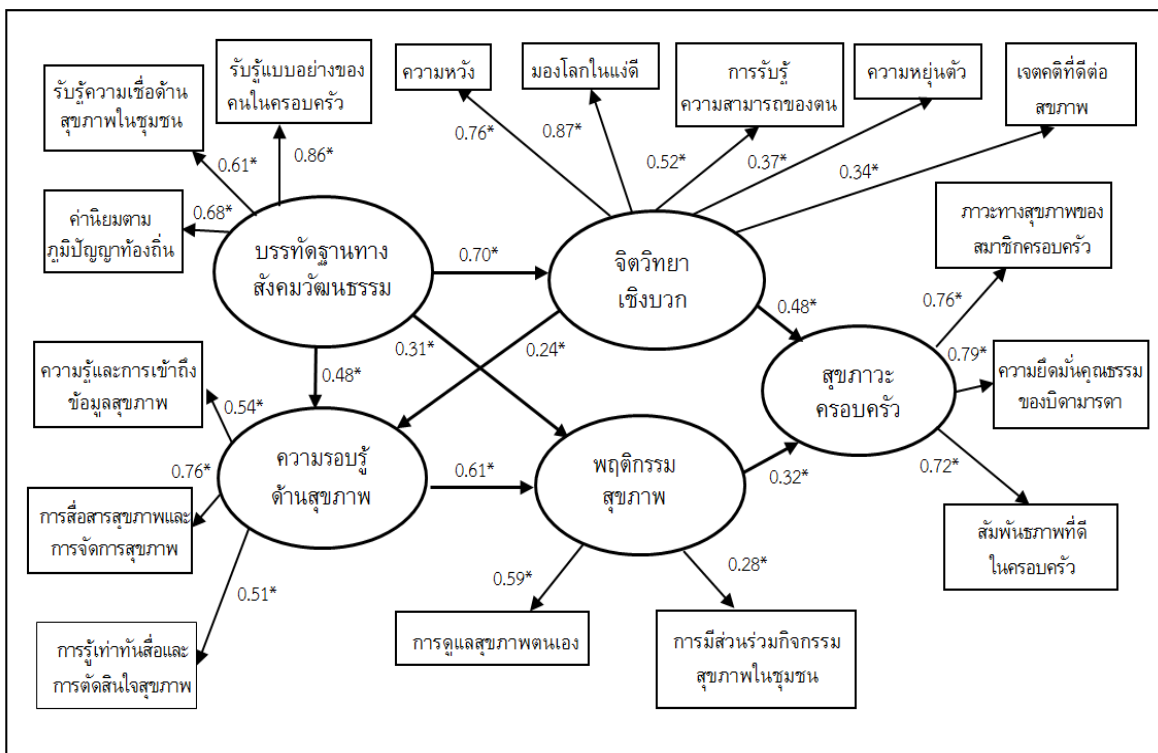 รับรู้ความเชื่อด้าน
สุขภาพในชุมชน
รับรู้แบบอย่างของ
คนในครอบครัว
ความหวัง
มองโลกในแง่ดี
การรับรู้
ความสามารถของตน
ความหยุ่นตัว
เจตคติที่ดีต่อ
สุขภาพ
0.61*
0.86*
0.76*
0.87*
0.52*
0.37*
0.34*
ค่านิยมตาม
ภูมิปัญญาท้องถิ่น
0.68*
บรรทัดฐานทาง
สังคมวัฒนธรรม
0.70*
จิตวิทยา
เชิงบวก
ภาวะทางสุขภาพของ
สมาชิกครอบครัว
0.76*
0.48*
0.31*
0.24*
0.48*
สุขภาวะ
ครอบครัว
0.79*
ความยึดมั่นคุณธรรม
ของบิดามารดา
ความรู้และการเข้าถึง
ข้อมูลสุขภาพ
0.54*
ความรอบรู้
ด้านสุขภาพ
0.61*
พฤติกรรม
สุขภาพ
0.32*
0.72*
สัมพันธภาพที่ดี
ในครอบครัว
0.76*
การสื่อสารสุขภาพและ
การจัดการสุขภาพ
0.51*
การรู้เท่าทันสื่อและ
การตัดสินใจสุขภาพ
0.59*
0.28*
การดูแลสุขภาพตนเอง
การมีส่วนร่วมกิจกรรม
สุขภาพในชุมชน